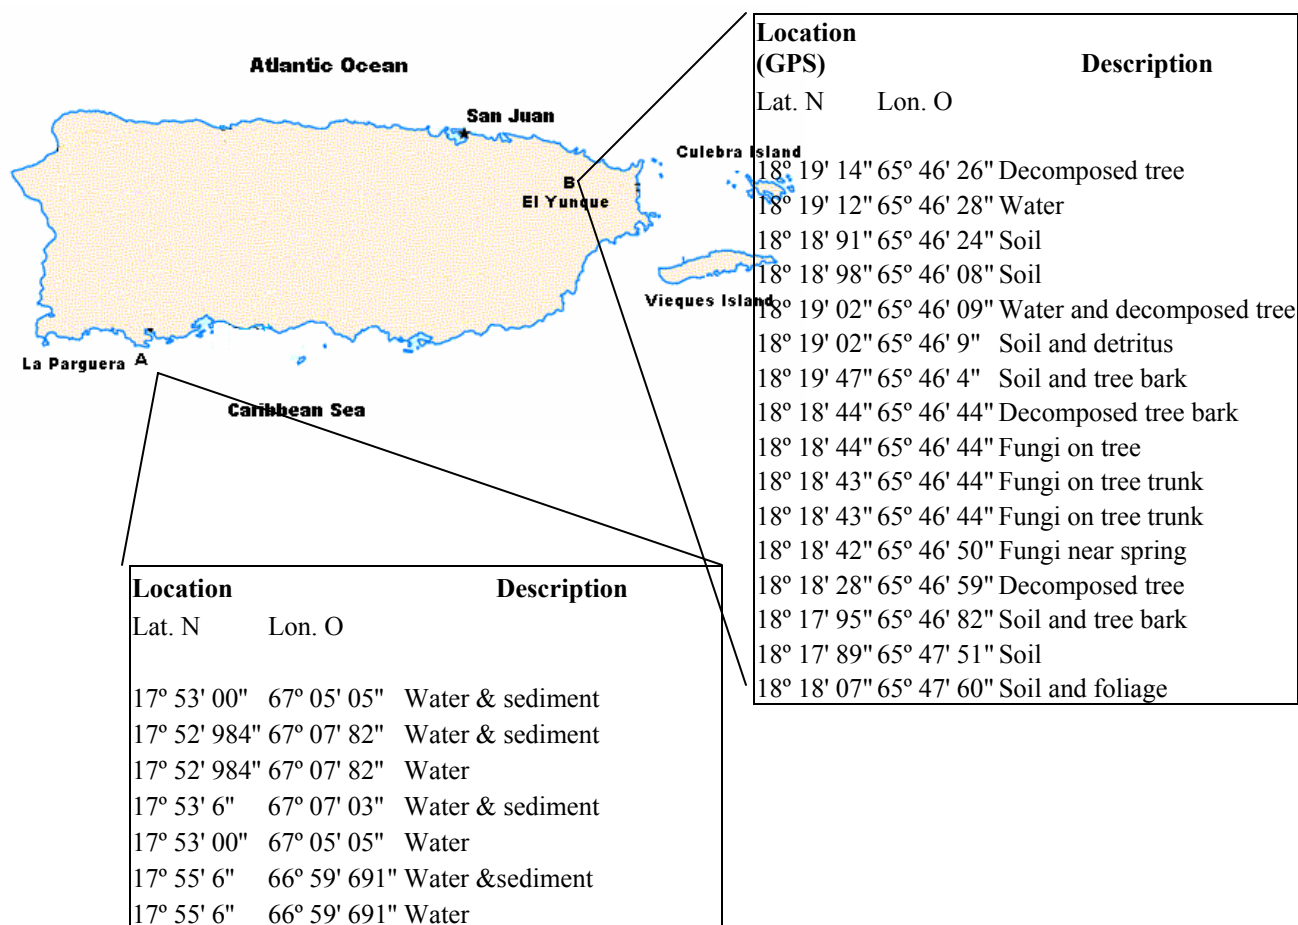 Atlantic Ocean
San Juan
Culebra Island
B
El Yunque
Vieques Island
La Parguera A
Caribbean Sea
Location
(GPS) Description
Lat. N Lon. O
18º 19' 14" 65º 46' 26" Decomposed tree
18º 19' 12" 65º 46' 28" Water
18º 18' 91" 65º 46' 24" Soil
18º 18' 98" 65º 46' 08" Soil
18º 19' 02" 65º 46' 09" Water and decomposed tree
18º 19' 02" 65º 46' 9" Soil and detritus
18º 19' 47" 65º 46' 4" Soil and tree bark
18º 18' 44" 65º 46' 44" Decomposed tree bark
18º 18' 44" 65º 46' 44" Fungi on tree
18º 18' 43" 65º 46' 44" Fungi on tree trunk
18º 18' 43" 65º 46' 44" Fungi on tree trunk
18º 18' 42" 65º 46' 50" Fungi near spring
18º 18' 28" 65º 46' 59" Decomposed tree
18º 17' 95" 65º 46' 82" Soil and tree bark
18º 17' 89" 65º 47' 51" Soil
18º 18' 07" 65º 47' 60" Soil and foliage
Location Description
Lat. N Lon. O
17º 53' 00" 67º 05' 05" Water & sediment
17º 52' 984" 67º 07' 82" Water & sediment
17º 52' 984" 67º 07' 82" Water
17º 53' 6" 67º 07' 03" Water & sediment
17º 53' 00" 67º 05' 05" Water
17º 55' 6" 66º 59' 691" Water &sediment
17º 55' 6" 66º 59' 691" Water